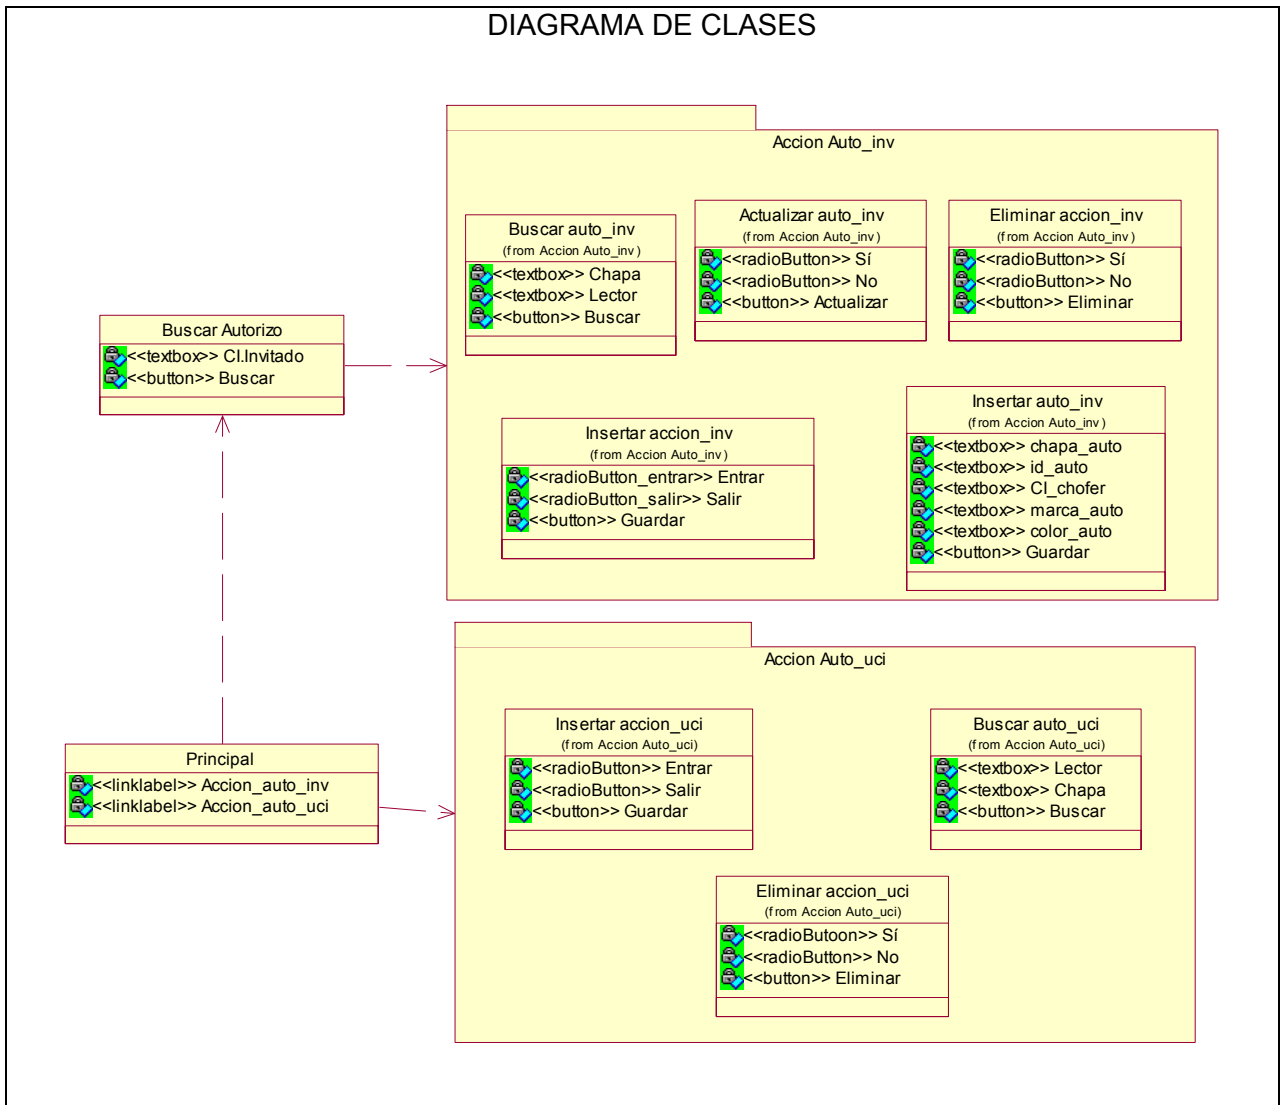 DIAGRAMA DE CLASES
Accion Auto_inv
Buscar auto_inv
(from Accion Auto_inv)
<<textbox>> Chapa
<<textbox>> Lector
<<button>> Buscar
Actualizar auto_inv
(from Accion Auto_inv)
<<radioButton>> Sí
<<radioButton>> No
<<button>> Actualizar
Eliminar accion_inv
(from Accion Auto_inv)
<<radioButton>> Sí
<<radioButton>> No
<<button>> Eliminar
Buscar Autorizo
<<textbox>> CI.Invitado
<<button>> Buscar
Insertar accion_inv
(from Accion Auto_inv)
<<radioButton_entrar>> Entrar
<<radioButton_salir>> Salir
<<button>> Guardar
Insertar auto_inv
(from Accion Auto_inv)
<<textbox>> chapa_auto
<<textbox>> id_auto
<<textbox>> CI_chofer
<<textbox>> marca_auto
<<textbox>> color_auto
<<button>> Guardar
Accion Auto_uci
Principal
<<linklabel>> Accion_auto_inv
<<linklabel>> Accion_auto_uci
Insertar accion_uci
(from Accion Auto_uci)
<<radioButton>> Entrar
<<radioButton>> Salir
<<button>> Guardar
Buscar auto_uci
(from Accion Auto_uci)
<<textbox>> Lector
<<textbox>> Chapa
<<button>> Buscar
Eliminar accion_uci
(from Accion Auto_uci)
<<radioButoon>> Sí
<<radioButton>> No
<<button>> Eliminar